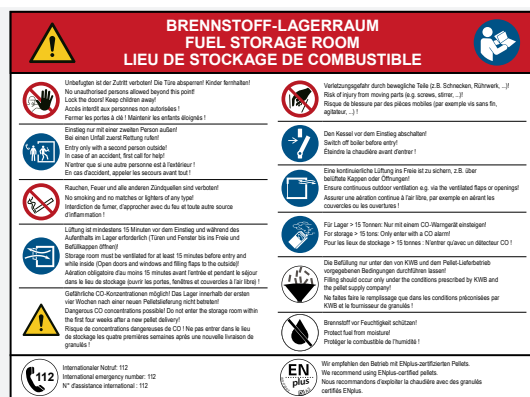 BRENNSTOFF-LAGERRAUM
FUEL STORAGE ROOM
LIEU DE STOCKAGE DE COMBUSTIBLE
Unbefugten ist der Zutritt verboten! Die Türe absperren! Kinder fernhalten!
No unauthorised persons allowed beyond this point!
Lock the doors! Keep children away!
Accès interdit aux personnes non autorisées !
Fermer les portes à clé ! Maintenir les enfants éloignés !
Einstieg nur mit einer zweiten Person außen!
Bei einem Unfall zuerst Rettung rufen!
Entry only with a second person outside!
In case of an accident, first call for help!
N'entrer que si une autre personne est à l'extérieur !
En cas d'accident, appeler les secours avant tout !
Rauchen, Feuer und alle anderen Zündquellen sind verboten!
No smoking and no matches or lighters of any type!
Interdiction de fumer, d'approcher avec du feu et toute autre source
d'inflammation !
Lüftung ist mindestens 15 Minuten vor dem Einstieg und während des
Aufenthalts im Lager erforderlich (Türen und Fenster bis ins Freie und
Befüllkappen öffnen)!
Storage room must be ventilated for at least 15 minutes before entry and
while inside (Open doors and windows and filling flaps to the outside)!
Aération obligatoire d'au moins 15 minutes avant l'entrée et pendant le séjour
dans le lieu de stockage (ouvrir les portes, fenêtres et couvercles à l'air libre) !
Gefährliche CO-Konzentrationen möglich! Das Lager innerhalb der ersten
vier Wochen nach einer neuen Pelletslieferung nicht betreten!
Dangerous CO concentrations possible! Do not enter the storage room within
the first four weeks after a new pellet delivery!
Risque de concentrations dangereuses de CO ! Ne pas entrer dans le lieu
de stockage les quatre premières semaines après une nouvelle livraison de
granulés !
112
Internationaler Notruf: 112
International emergency number: 112
N° d'assistance international : 112
Verletzungsgefahr durch bewegliche Teile (z.B. Schnecken, Rührwerk, ...)!
Risk of injury from moving parts (e.g. screws, stirrer, ...)!
Risque de blessure par des pièces mobiles (par exemple vis sans fin,
agitateur, ...) !
Den Kessel vor dem Einstieg abschalten!
Switch off boiler before entry!
Éteindre la chaudière avant d'entrer !
Eine kontinuierliche Lüftung ins Freie ist zu sichern, z.B. über
belüftete Kappen oder Öffnungen!
Ensure continuous outdoor ventilation e.g. via the ventilated flaps or openings!
Assurer une aération continue à l'air libre, par exemple en aérant les
couvercles ou les ouvertures !
Für Lager > 15 Tonnen: Nur mit einem CO-Warngerät einsteigen!
For storage > 15 tons: Only enter with a CO alarm!
Pour les lieux de stockage > 15 tonnes : N'entrer qu'avec un détecteur CO !
Die Befüllung nur unter den von KWB und dem Pellet-Lieferbetrieb
vorgegebenen Bedingungen durchführen lassen!
Filling should occur only under the conditions prescribed by KWB and
the pellet supply company!
Ne faites faire le remplissage que dans les conditions préconisées par
KWB et le fournisseur de granulés !
Brennstoff vor Feuchtigkeit schützen!
Protect fuel from moisture!
Protéger le combustible de l'humidité !
EN
plus
Wir empfehlen den Betrieb mit ENplus-zertifizierten Pellets.
We recommend using ENplus-certified pellets.
Nous recommandons d'exploiter la chaudière avec des granulés
certifiés ENplus.